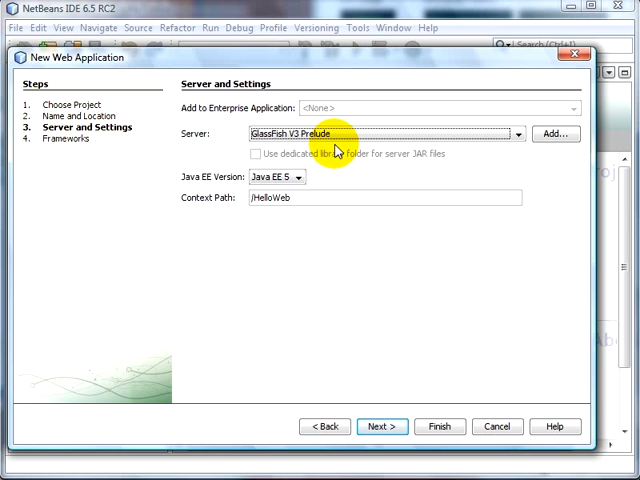 NetBeans IDE 6.5 RC2
File Edit View Navigate Source Refactor Run Debug Profile Versioning Tools Window Help
Search (Ctrl+I)
New Web Application
Steps
1. Choose Project
2. Name and Location
3. Server and Settings
4. Frameworks
Server and Settings
Add to Enterprise Application: <None>
Server: GlassFish V3 Prelude Add...
Use dedicated library folder for server JAR files
Java EE Version: Java EE 5
Context Path: /HelloWeb
< Back Next > Finish Cancel Help